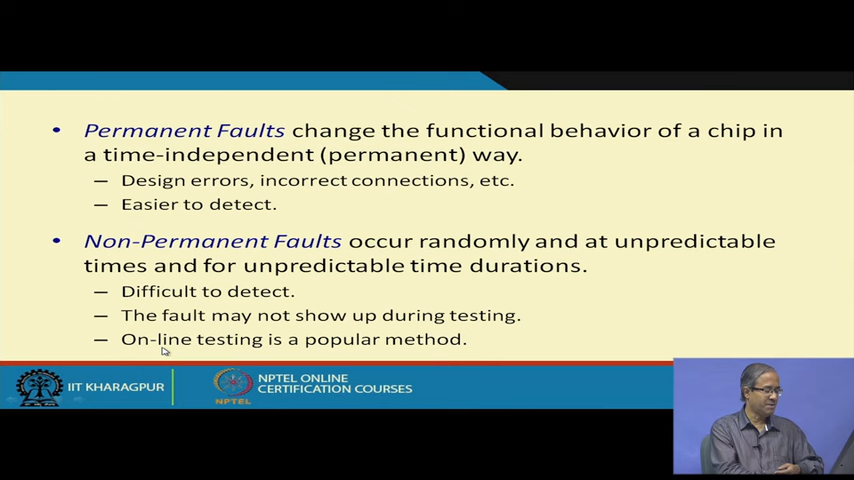 • Permanent Faults change the functional behavior of a chip in
a time-independent (permanent) way.
– Design errors, incorrect connections, etc.
– Easier to detect.
• Non-Permanent Faults occur randomly and at unpredictable
times and for unpredictable time durations.
– Difficult to detect.
– The fault may not show up during testing.
– On-line testing is a popular method.
IIT KHARAGPUR
NPTEL
NPTEL ONLINE
CERTIFICATION COURSES